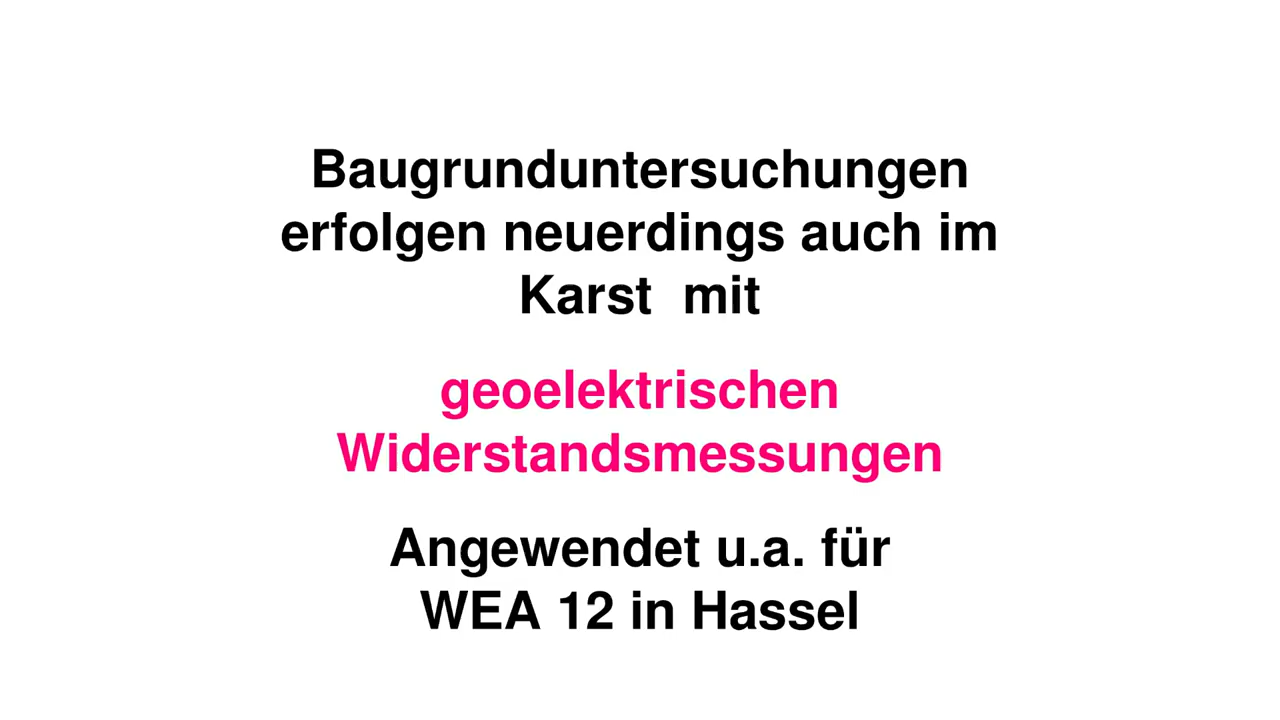 Baugrunduntersuchungen
erfolgen neuerdings auch im
Karst  mit
geoelektrischen
Widerstandsmessungen
Angewendet u.a. für
WEA 12 in Hassel